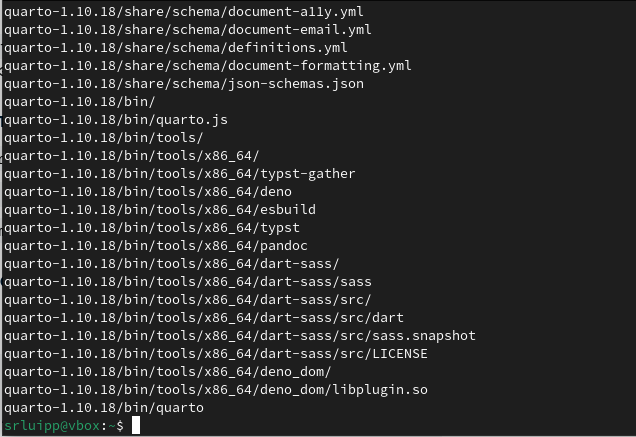 quarto-1.10.18/share/schema/document-a11y.yml
quarto-1.10.18/share/schema/document-email.yml
quarto-1.10.18/share/schema/definitions.yml
quarto-1.10.18/share/schema/document-formatting.yml
quarto-1.10.18/share/schema/json-schemas.json
quarto-1.10.18/bin/
quarto-1.10.18/bin/quarto.js
quarto-1.10.18/bin/tools/
quarto-1.10.18/bin/tools/x86_64/
quarto-1.10.18/bin/tools/x86_64/typst-gather
quarto-1.10.18/bin/tools/x86_64/deno
quarto-1.10.18/bin/tools/x86_64/esbuild
quarto-1.10.18/bin/tools/x86_64/typst
quarto-1.10.18/bin/tools/x86_64/pandoc
quarto-1.10.18/bin/tools/x86_64/dart-sass/
quarto-1.10.18/bin/tools/x86_64/dart-sass/sass
quarto-1.10.18/bin/tools/x86_64/dart-sass/src/
quarto-1.10.18/bin/tools/x86_64/dart-sass/src/dart
quarto-1.10.18/bin/tools/x86_64/dart-sass/src/sass.snapshot
quarto-1.10.18/bin/tools/x86_64/dart-sass/src/LICENSE
quarto-1.10.18/bin/tools/x86_64/deno_dom/
quarto-1.10.18/bin/tools/x86_64/deno_dom/libplugin.so
quarto-1.10.18/bin/quarto
srluipp@vbox:~$